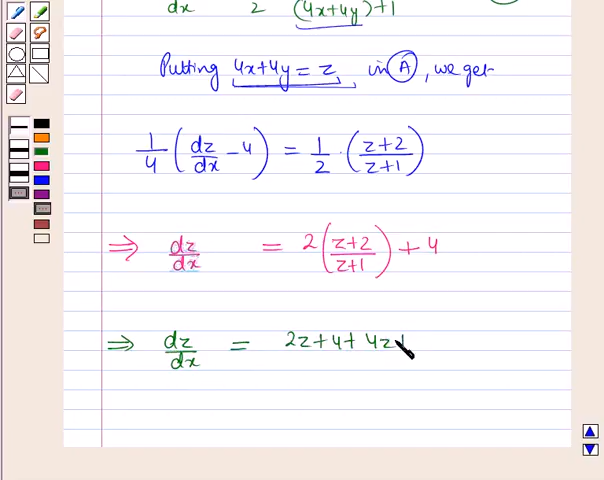 dx 2 (4x+4y)+1
Putting 4x+4y = z in Ⓐ, we get
1/4 (dz/dx - 4) = 1/2 · (z+2/z+1)
⇒ dz/dx = 2 (z+2/z+1) + 4
⇒ dz/dx = 2z+4+4z